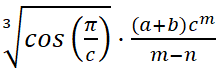 ∛(cos(π/c)) · ((a+b)c^m)/(m−n)